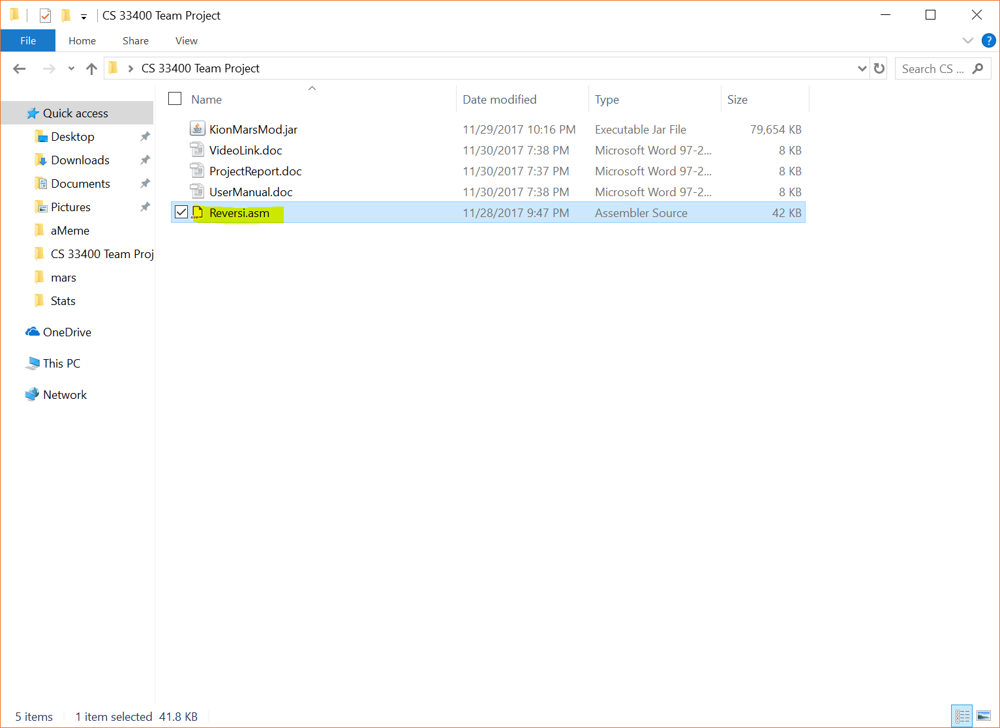 CS 33400 Team Project
File Home Share View ?
CS 33400 Team Project Search CS ...
Name Date modified Type Size
Quick access
Desktop
Downloads
Documents
Pictures
aMeme
CS 33400 Team Proj
mars
Stats
OneDrive
This PC
Network
KionMarsMod.jar 11/29/2017 10:16 PM Executable Jar File 79,654 KB
VideoLink.doc 11/30/2017 7:38 PM Microsoft Word 97-2... 8 KB
ProjectReport.doc 11/30/2017 7:37 PM Microsoft Word 97-2... 8 KB
UserManual.doc 11/30/2017 7:38 PM Microsoft Word 97-2... 8 KB
ASM Reversi.asm 11/28/2017 9:47 PM Assembler Source 42 KB
5 items 1 item selected 41.8 KB